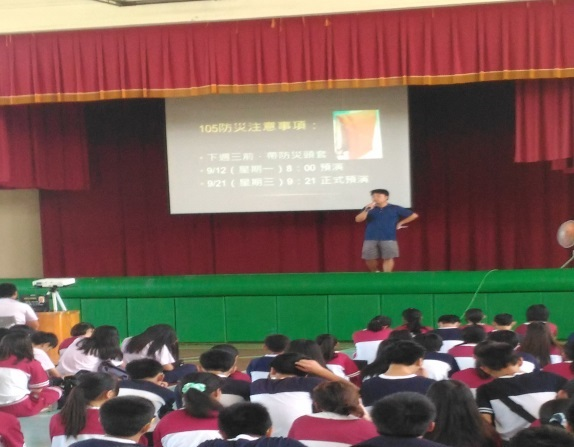 105防災注意事項：
• 下週三前，帶防災頭套
• 9/12（星期一）8：00 預演
• 9/21（星期三）9：21 正式預演